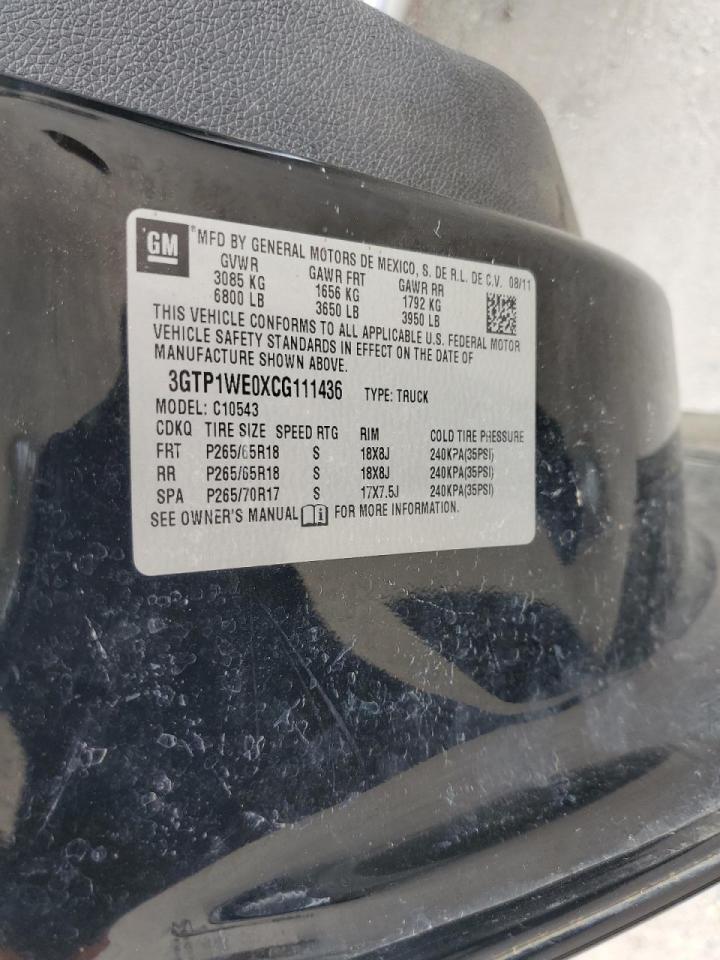 GM
®MFD BY GENERAL MOTORS DE MEXICO, S. DE R.L. DE C.V. 08/11
GVWR GAWR FRT GAWR RR
3085 KG 1656 KG 1792 KG
6800 LB 3650 LB 3950 LB
THIS VEHICLE CONFORMS TO ALL APPLICABLE U.S. FEDERAL MOTOR
VEHICLE SAFETY STANDARDS IN EFFECT ON THE DATE OF
MANUFACTURE SHOWN ABOVE.
3GTP1WE0XCG111436 TYPE: TRUCK
MODEL: C10543
CDKQ TIRE SIZE SPEED RTG RIM COLD TIRE PRESSURE
FRT P265/65R18 S 18X8J 240KPA(35PSI)
RR P265/65R18 S 18X8J 240KPA(35PSI)
SPA P265/70R17 S 17X7.5J 240KPA(35PSI)
SEE OWNER'S MANUAL i FOR MORE INFORMATION.